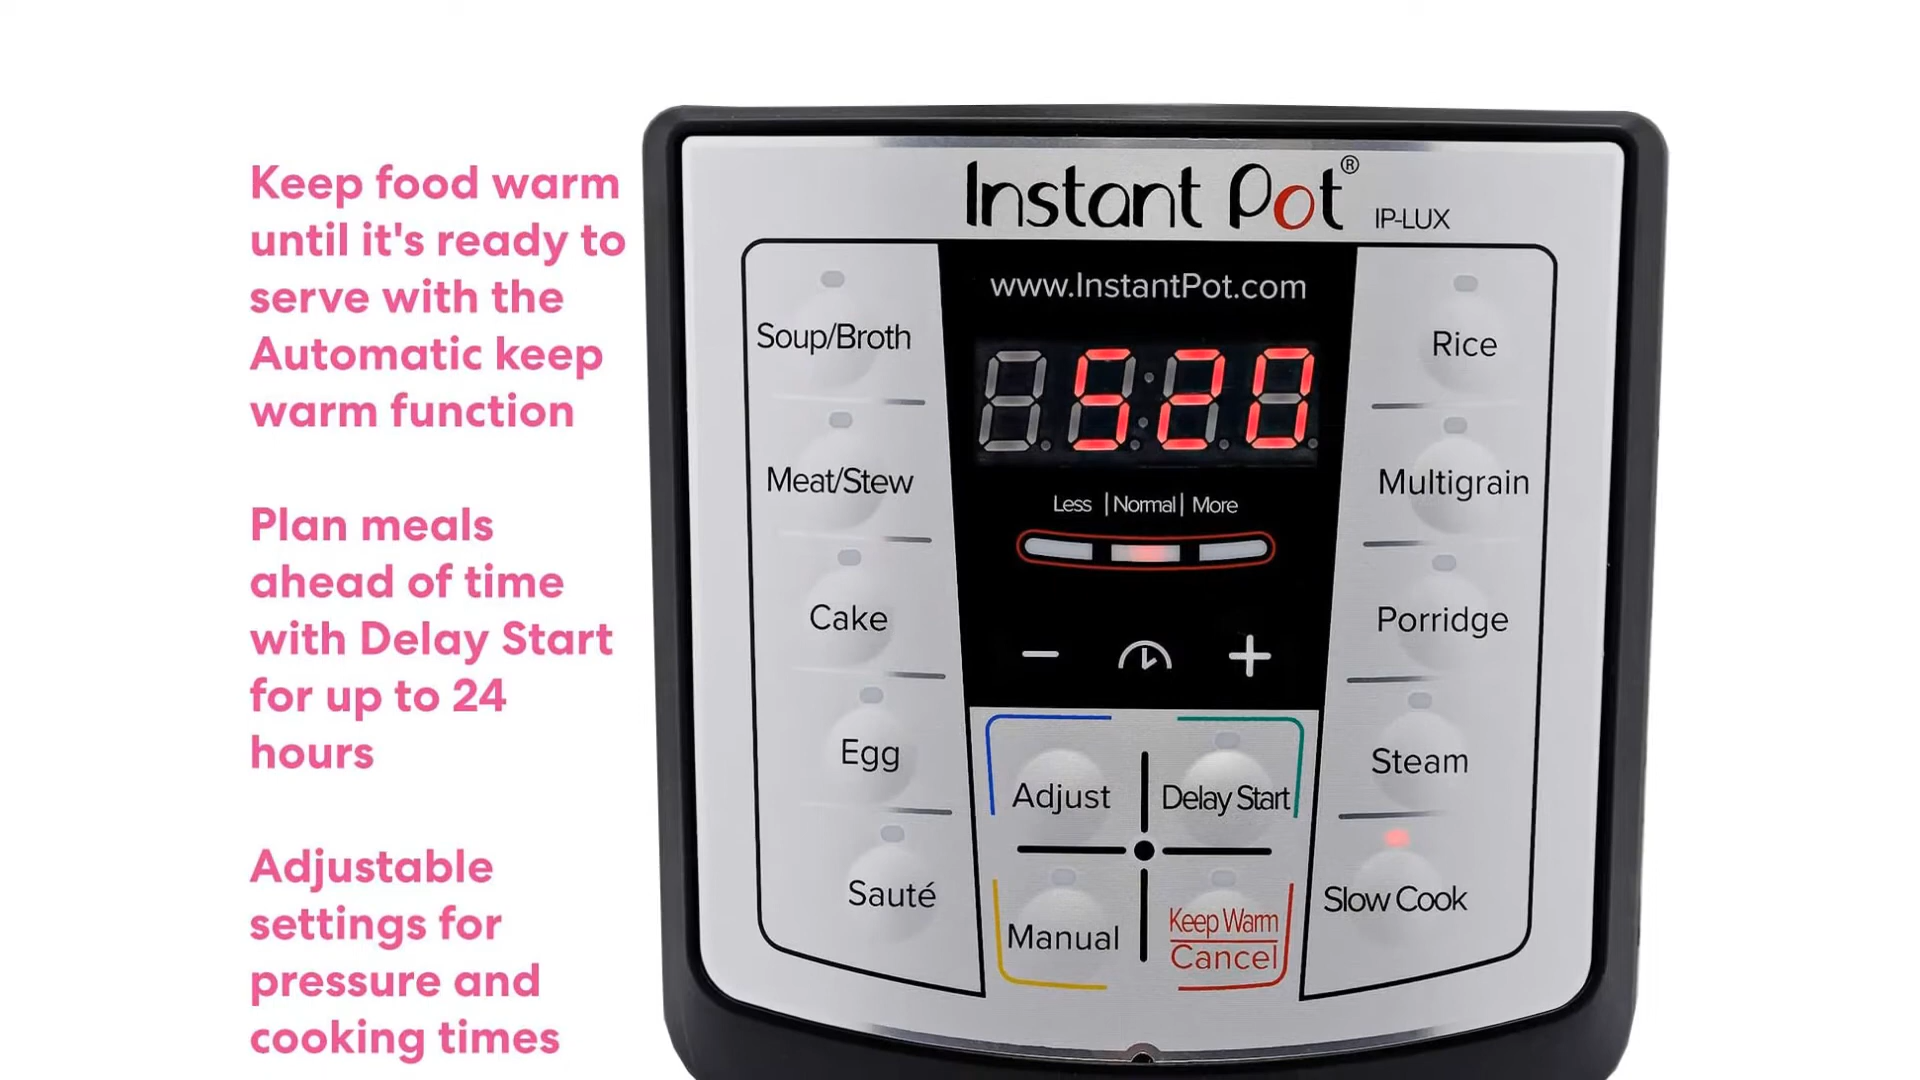 Keep food warm
until it's ready to
serve with the
Automatic keep
warm function
Plan meals
ahead of time
with Delay Start
for up to 24
hours
Adjustable
settings for
pressure and
cooking times
Instant Pot® IP-LUX
www.InstantPot.com
520
Less | Normal | More
− +
Soup/Broth
Meat/Stew
Cake
Egg
Sauté
Rice
Multigrain
Porridge
Steam
Slow Cook
Adjust
Delay Start
Manual
Keep Warm
Cancel